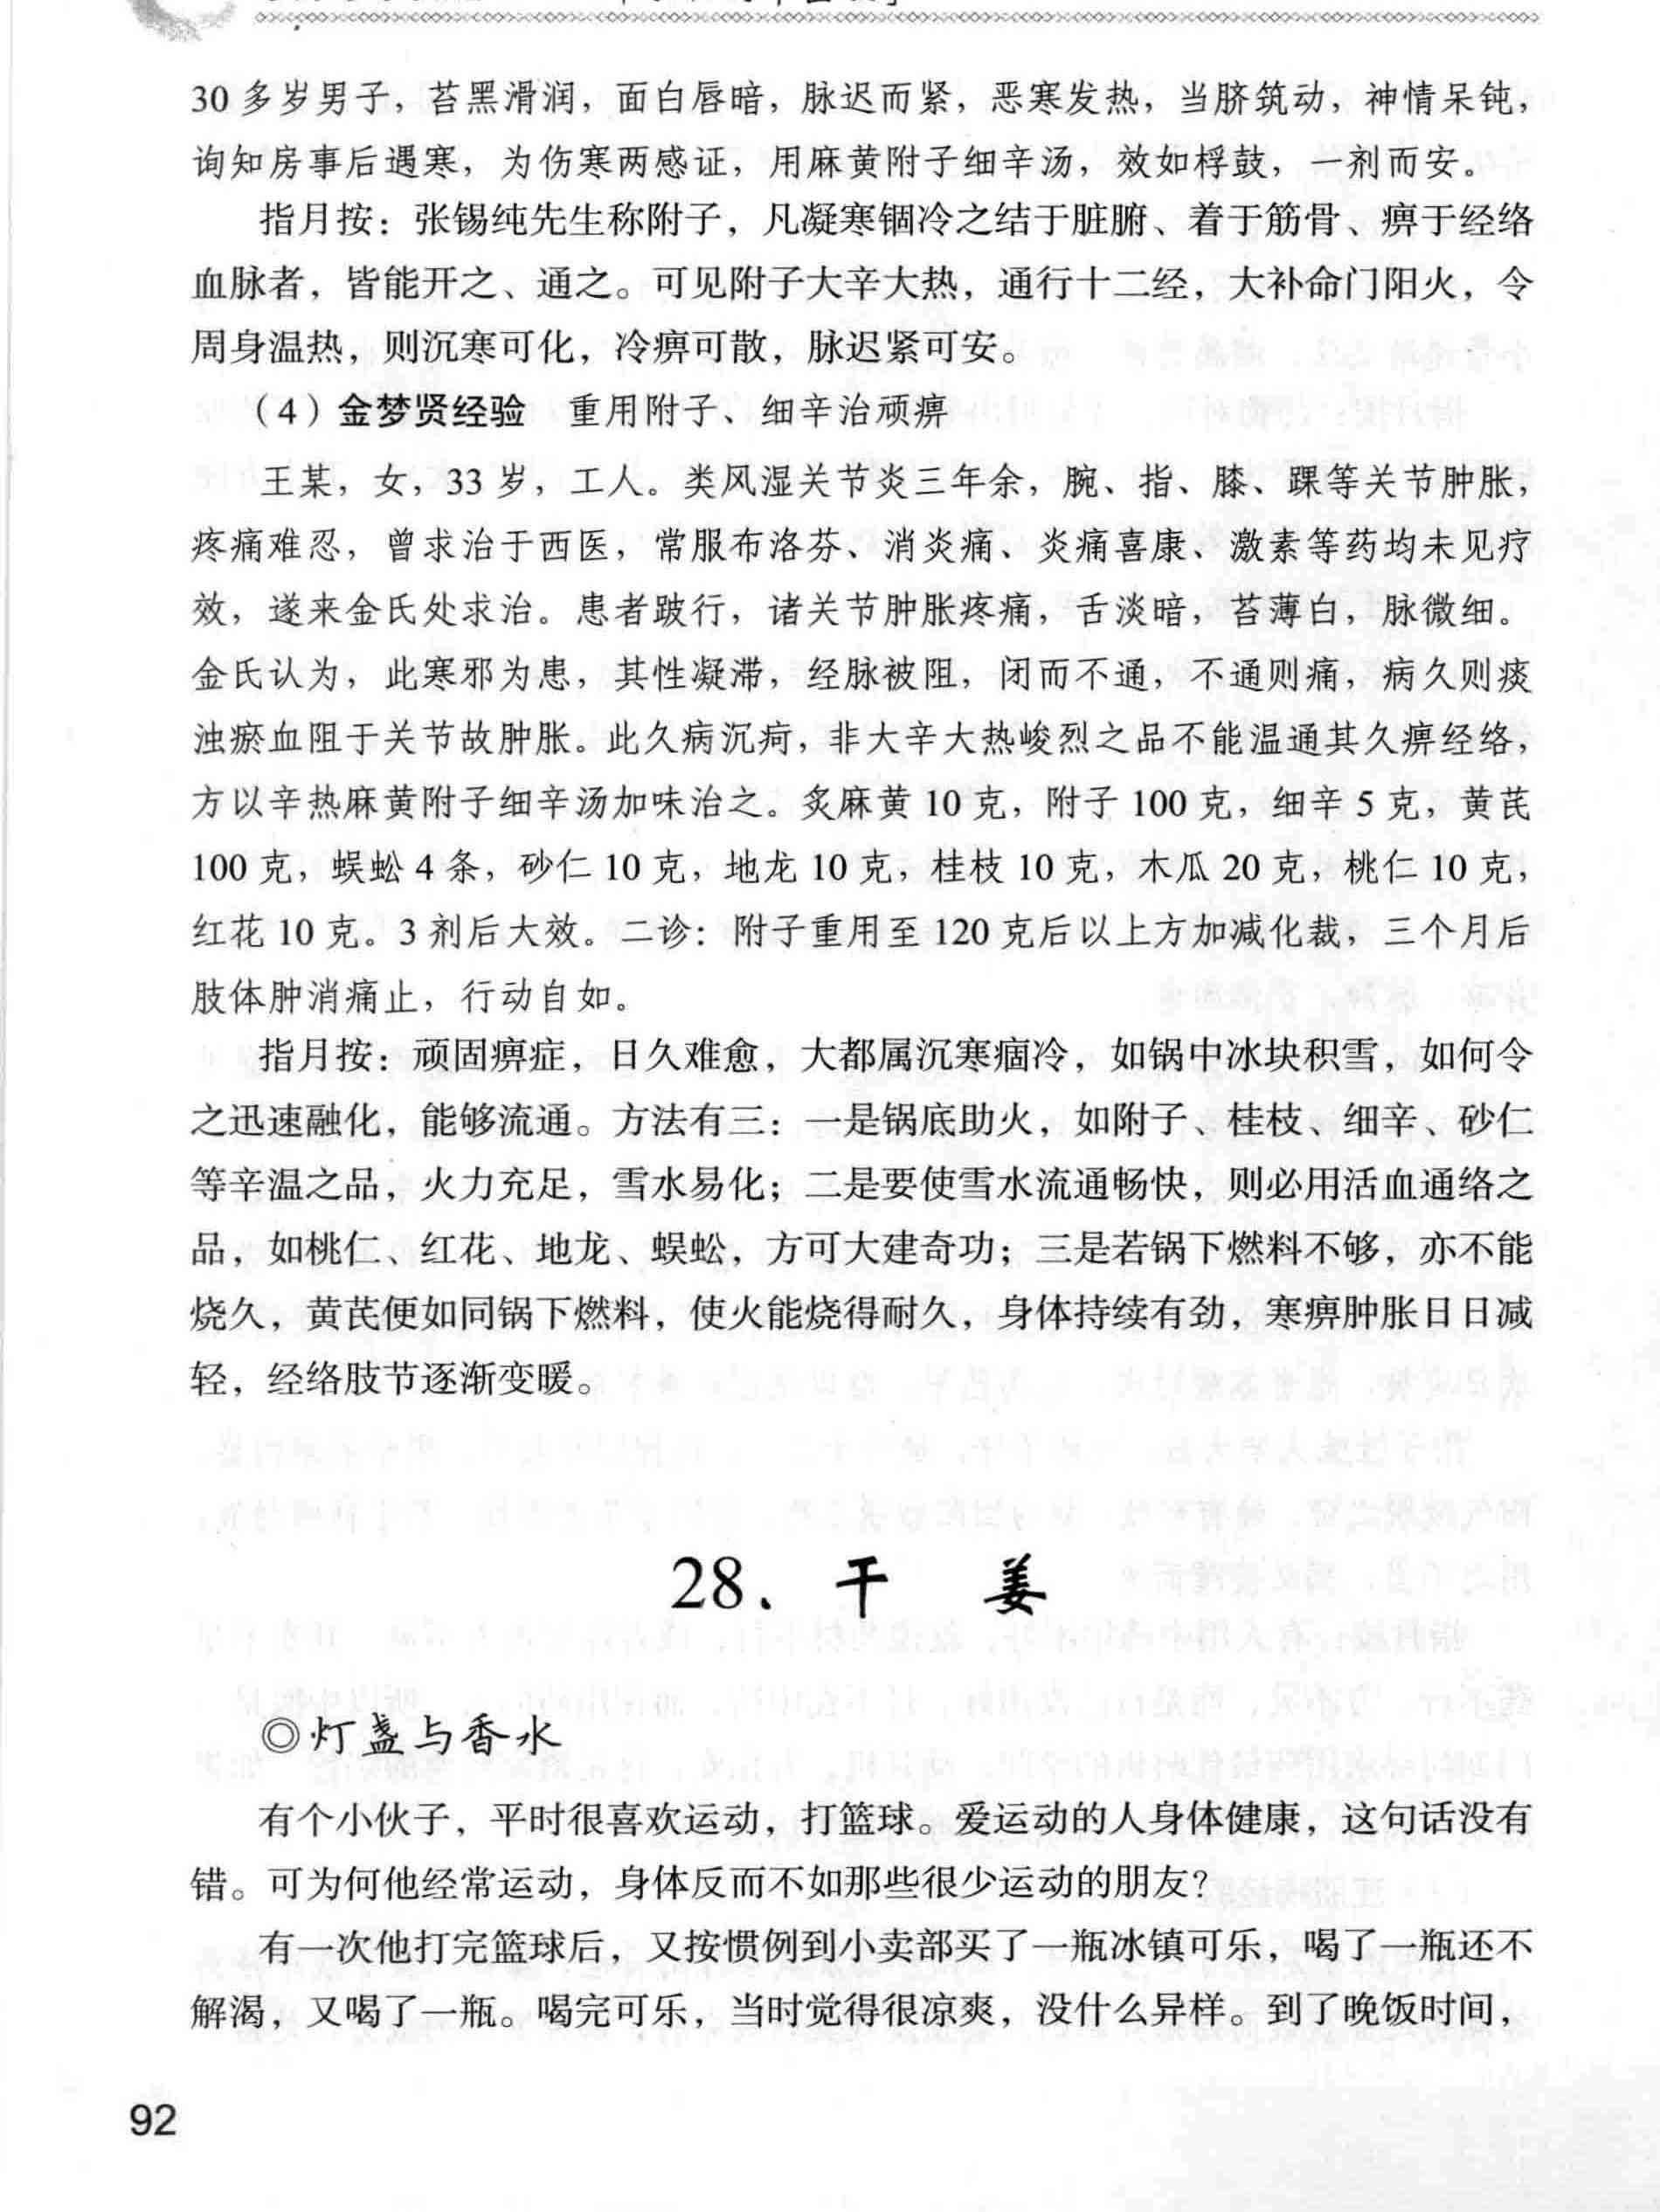 30 多岁男子，苔黑滑润，面白唇暗，脉迟而紧，恶寒发热，当脐筑动，神情呆钝，
询知房事后遇寒，为伤寒两感证，用麻黄附子细辛汤，效如桴鼓，一剂而安。
指月按：张锡纯先生称附子，凡凝寒锢冷之结于脏腑、着于筋骨、痹于经络
血脉者，皆能开之、通之。可见附子大辛大热，通行十二经，大补命门阳火，令
周身温热，则沉寒可化，冷痹可散，脉迟紧可安。
（4）金梦贤经验　重用附子、细辛治顽痹
王某，女，33 岁，工人。类风湿关节炎三年余，腕、指、膝、踝等关节肿胀，
疼痛难忍，曾求治于西医，常服布洛芬、消炎痛、炎痛喜康、激素等药均未见疗
效，遂来金氏处求治。患者跛行，诸关节肿胀疼痛，舌淡暗，苔薄白，脉微细。
金氏认为，此寒邪为患，其性凝滞，经脉被阻，闭而不通，不通则痛，病久则痰
浊瘀血阻于关节故肿胀。此久病沉疴，非大辛大热峻烈之品不能温通其久痹经络，
方以辛热麻黄附子细辛汤加味治之。炙麻黄 10 克，附子 100 克，细辛 5 克，黄芪
100 克，蜈蚣 4 条，砂仁 10 克，地龙 10 克，桂枝 10 克，木瓜 20 克，桃仁 10 克，
红花 10 克。3 剂后大效。二诊：附子重用至 120 克后以上方加减化裁，三个月后
肢体肿消痛止，行动自如。
指月按：顽固痹症，日久难愈，大都属沉寒痼冷，如锅中冰块积雪，如何令
之迅速融化，能够流通。方法有三：一是锅底助火，如附子、桂枝、细辛、砂仁
等辛温之品，火力充足，雪水易化；二是要使雪水流通畅快，则必用活血通络之
品，如桃仁、红花、地龙、蜈蚣，方可大建奇功；三是若锅下燃料不够，亦不能
烧久，黄芪便如同锅下燃料，使火能烧得耐久，身体持续有劲，寒痹肿胀日日减
轻，经络肢节逐渐变暖。
28、干　姜
◎灯盏与香水
有个小伙子，平时很喜欢运动，打篮球。爱运动的人身体健康，这句话没有
错。可为何他经常运动，身体反而不如那些很少运动的朋友？
有一次他打完篮球后，又按惯例到小卖部买了一瓶冰镇可乐，喝了一瓶还不
解渴，又喝了一瓶。喝完可乐，当时觉得很凉爽，没什么异样。到了晚饭时间，
92